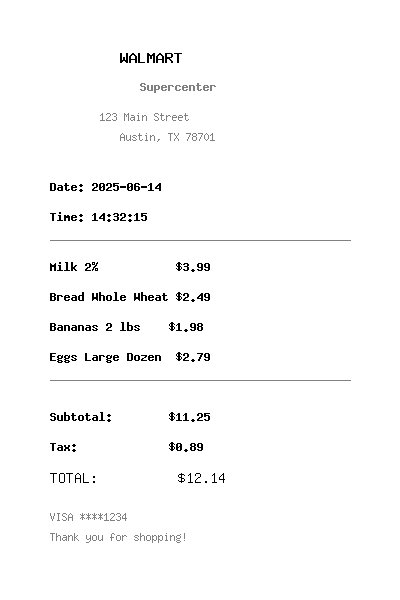 WALMART
Supercenter
123 Main Street
Austin, TX 78701
Date: 2025-06-14
Time: 14:32:15
Milk 2% $3.99
Bread Whole Wheat $2.49
Bananas 2 lbs $1.98
Eggs Large Dozen $2.79
Subtotal: $11.25
Tax: $0.89
TOTAL: $12.14
VISA ****1234
Thank you for shopping!